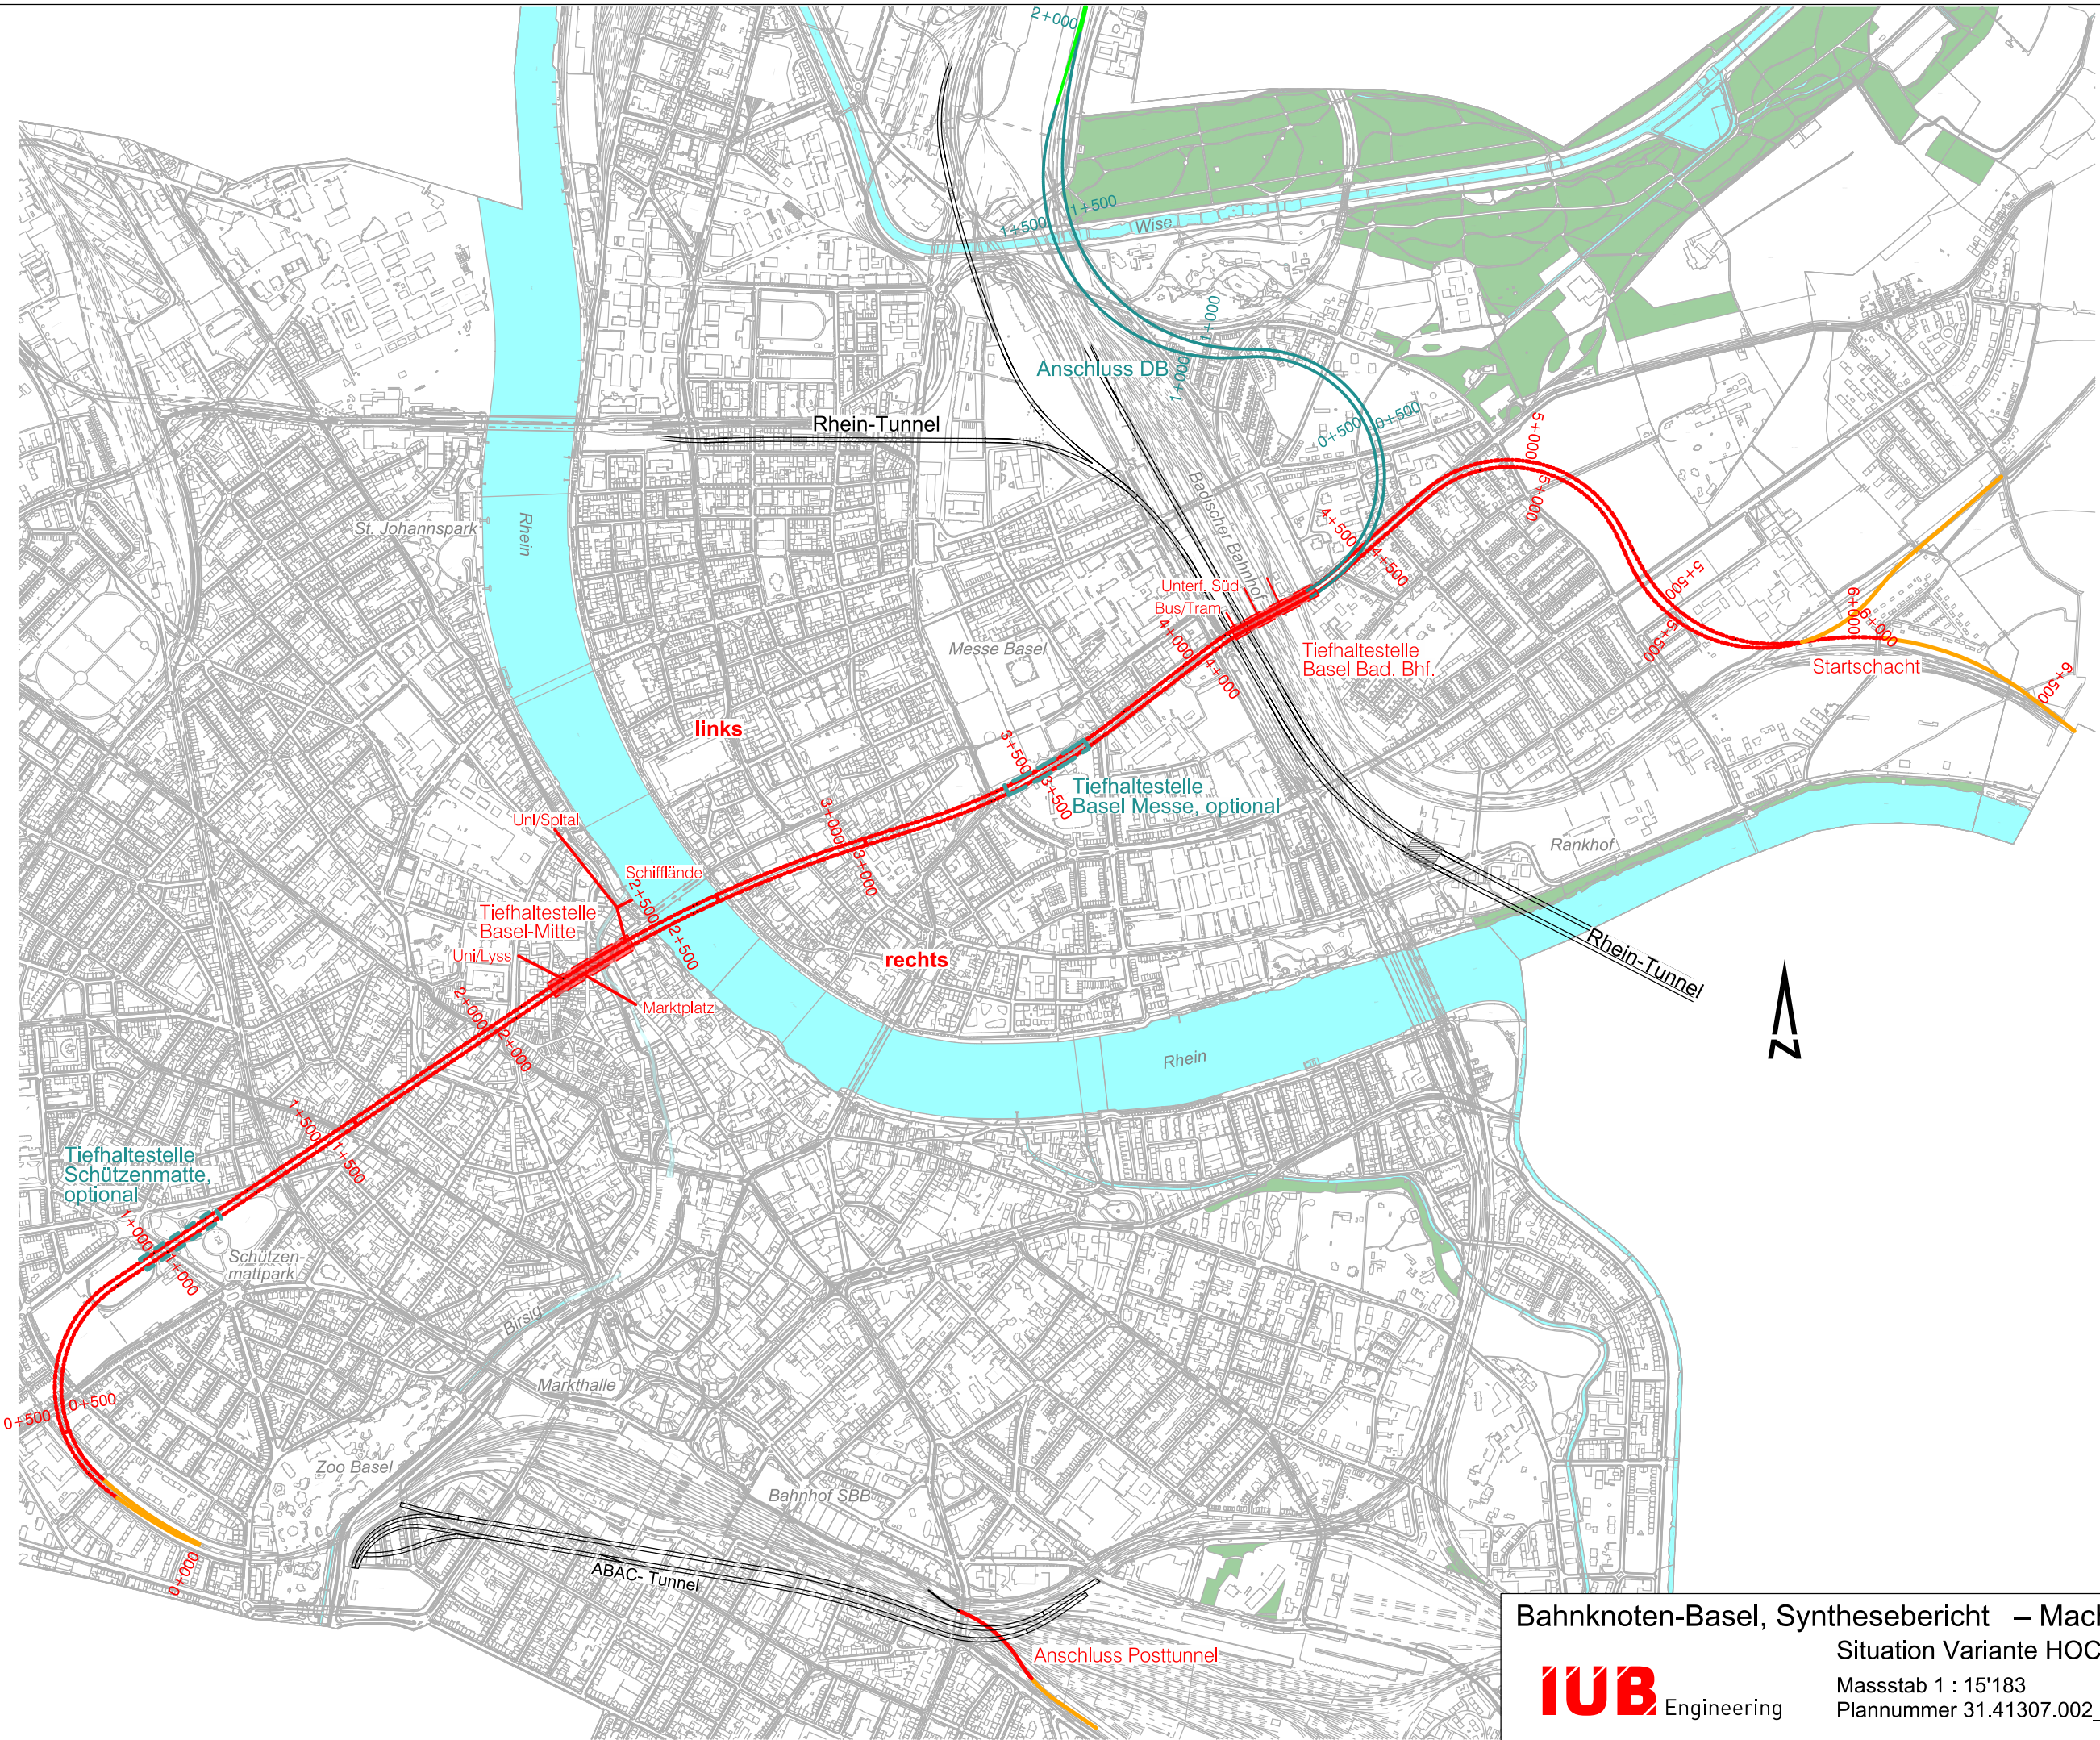 2+000
1+500
1+500
Wise
1+000
1+000
Anschluss DB
0+500
0+500
Rhein-Tunnel
5+000
5+000
St. Johannspark
Rhein
Badischer Bahnhof
4+500
4+500
Unterf. Süd
Bus/Tram
4+000
4+000
Tiefhaltestelle
Basel Bad. Bhf.
5+500
5+500
5+500
6+000
6+000
Startschacht
6+500
Messe Basel
links
3+500
3+500
Tiefhaltestelle
Basel Messe, optional
3+000
3+000
Uni/Spital
Schifflände
2+500
2+500
Tiefhaltestelle
Basel-Mitte
Uni/Lyss
Marktplatz
rechts
Rankhof
Rhein-Tunnel
N
2+000
2+000
Rhein
1+500
1+500
Tiefhaltestelle
Schützenmatte,
optional
1+000
1+000
Schützen-
mattpark
Birsig
Markthalle
0+500
0+500
Zoo Basel
Bahnhof SBB
0+000
ABAC- Tunnel
Anschluss Posttunnel
Bahnknoten-Basel, Synthesebericht – Mac
Situation Variante HOC
Massstab 1 : 15'183
Plannummer 31.41307.002_
IUB Engineering